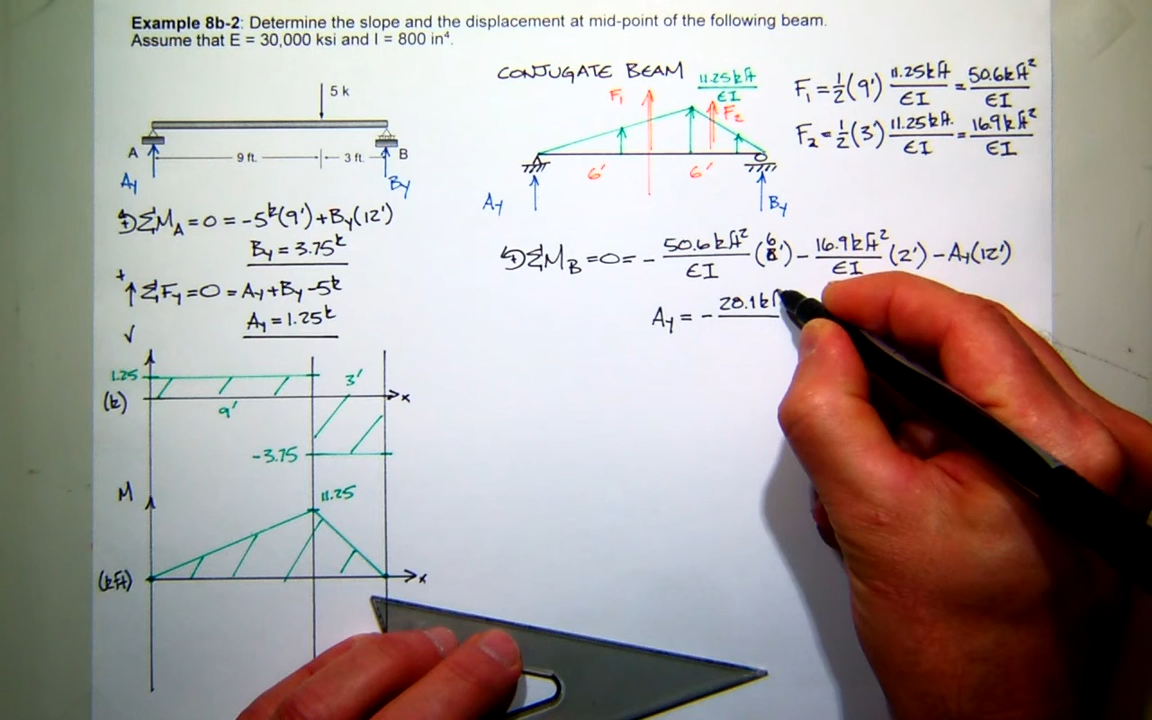 Example 8b-2: Determine the slope and the displacement at mid-point of the following beam.
Assume that E = 30,000 ksi and I = 800 in⁴.
5 k
A
9 ft.
3 ft.
B
Ay
By
↺ΣM_A = 0 = -5ᵏ(9') + By(12')
By = 3.75ᵏ
+↑ΣFy = 0 = Ay + By - 5ᵏ
Ay = 1.25ᵏ
√
1.25
(k)
9'
3'
x
-3.75
M
11.25
(kft)
x
CONJUGATE BEAM
11.25kft/EI
F₁
F₂
6'
6'
Ay
By
F₁ = ½(9') 11.25kft/EI = 50.6kft²/EI
F₂ = ½(3') 11.25kft/EI = 16.9kft²/EI
↺ΣM_B = 0 = - 50.6kft²/EI (6') - 16.9kft²/EI (2') - Ay(12')
Ay = - 28.1kf